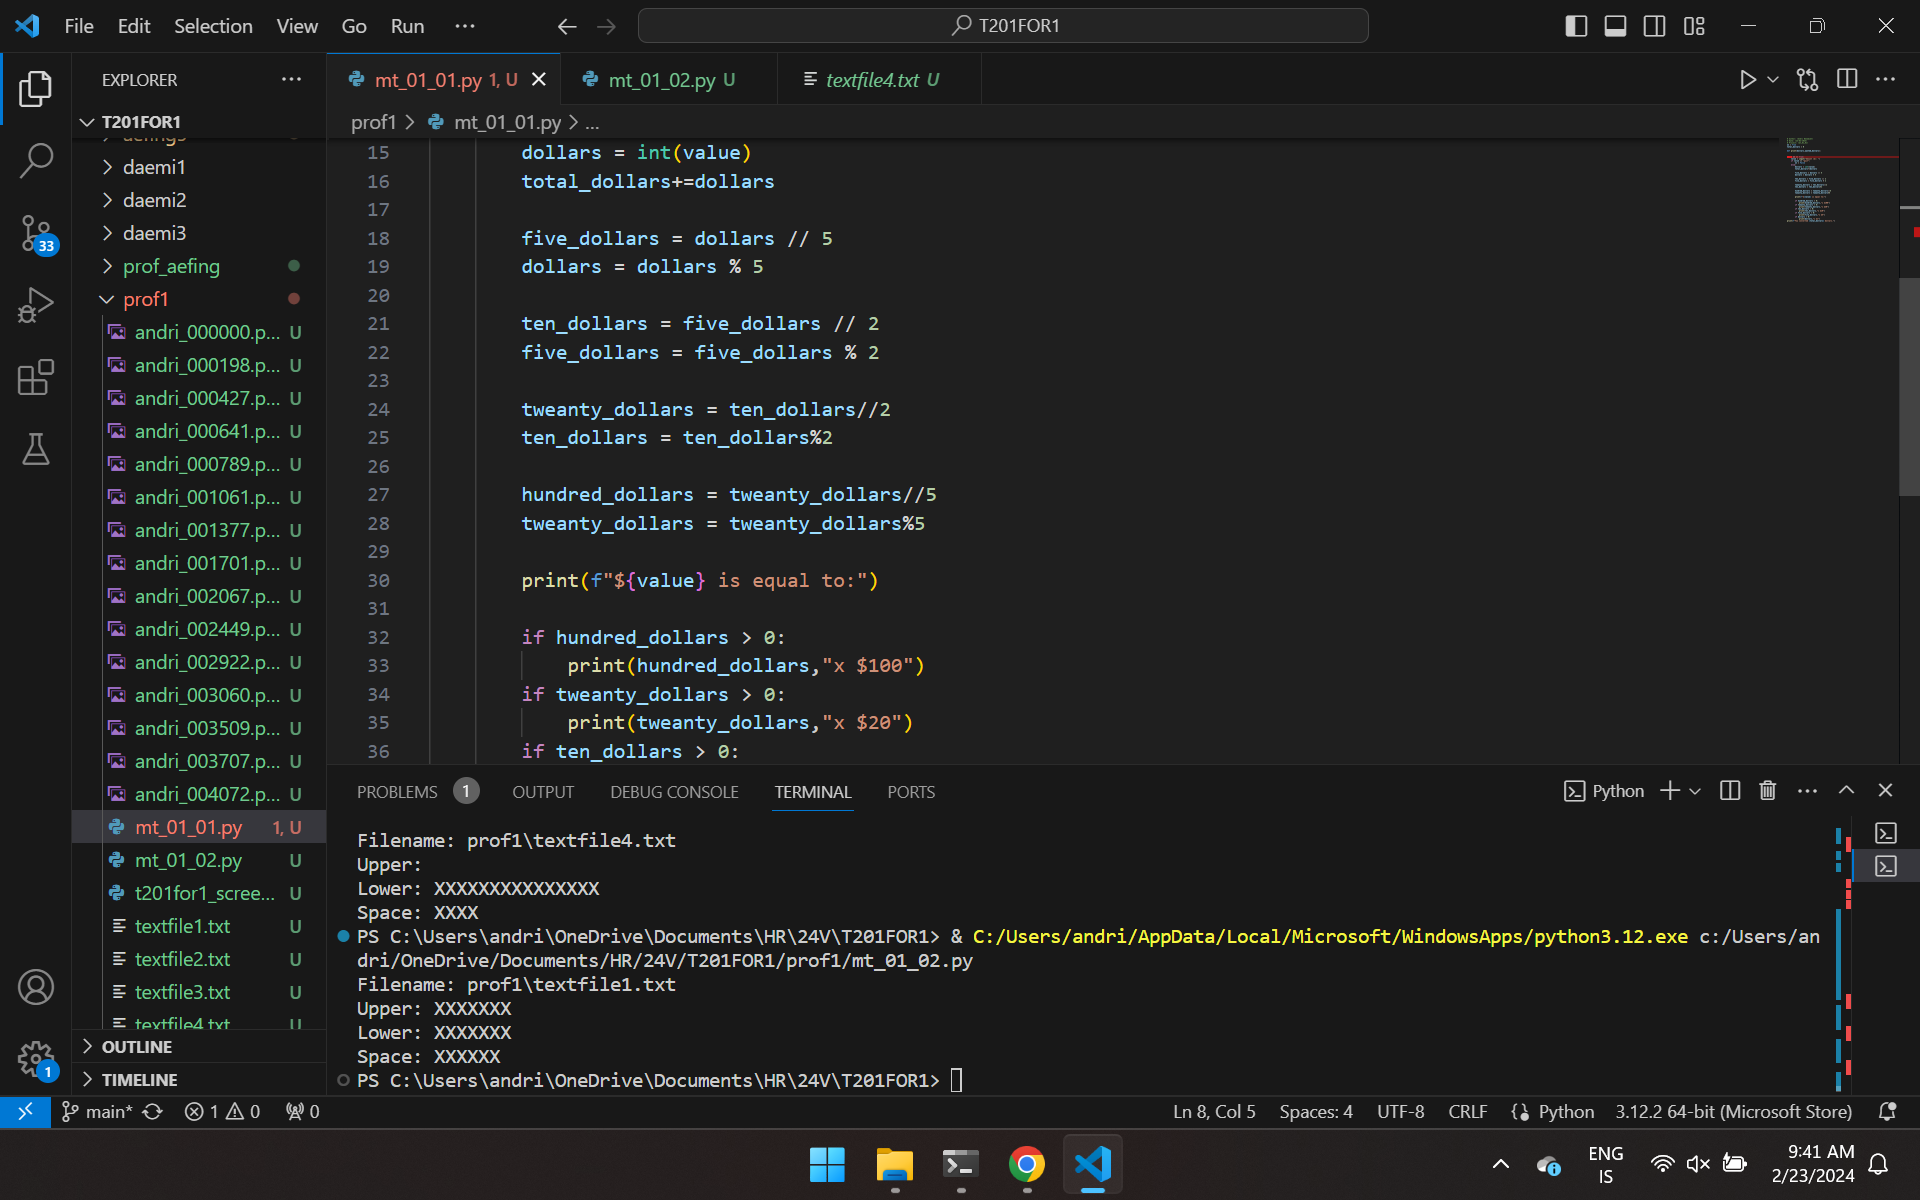 File Edit Selection View Go Run ···
T201FOR1
EXPLORER
mt_01_01.py 1, U
mt_01_02.py U
textfile4.txt U
T201FOR1
prof1 > mt_01_01.py > ...
daemi1
daemi2
daemi3
prof_aefing
prof1
andri_000000.p... U
andri_000198.p... U
andri_000427.p... U
andri_000641.p... U
andri_000789.p... U
andri_001061.p... U
andri_001377.p... U
andri_001701.p... U
andri_002067.p... U
andri_002449.p... U
andri_002922.p... U
andri_003060.p... U
andri_003509.p... U
andri_003707.p... U
andri_004072.p... U
mt_01_01.py 1, U
mt_01_02.py U
t201for1_scree... U
textfile1.txt U
textfile2.txt U
textfile3.txt U
textfile4.txt U
OUTLINE
TIMELINE
33
1
15 dollars = int(value)
16 total_dollars+=dollars
17
18 five_dollars = dollars // 5
19 dollars = dollars % 5
20
21 ten_dollars = five_dollars // 2
22 five_dollars = five_dollars % 2
23
24 tweanty_dollars = ten_dollars//2
25 ten_dollars = ten_dollars%2
26
27 hundred_dollars = tweanty_dollars//5
28 tweanty_dollars = tweanty_dollars%5
29
30 print(f"${value} is equal to:")
31
32 if hundred_dollars > 0:
33 print(hundred_dollars,"x $100")
34 if tweanty_dollars > 0:
35 print(tweanty_dollars,"x $20")
36 if ten_dollars > 0:
PROBLEMS 1 OUTPUT DEBUG CONSOLE TERMINAL PORTS
Python
Filename: prof1\textfile4.txt
Upper:
Lower: XXXXXXXXXXXXXXX
Space: XXXX
PS C:\Users\andri\OneDrive\Documents\HR\24V\T201FOR1> & C:/Users/andri/AppData/Local/Microsoft/WindowsApps/python3.12.exe c:/Users/an
dri/OneDrive/Documents/HR/24V/T201FOR1/prof1/mt_01_02.py
Filename: prof1\textfile1.txt
Upper: XXXXXXX
Lower: XXXXXXX
Space: XXXXXX
PS C:\Users\andri\OneDrive\Documents\HR\24V\T201FOR1>
main* 1 0 0
Ln 8, Col 5 Spaces: 4 UTF-8 CRLF Python 3.12.2 64-bit (Microsoft Store)
ENG
IS
9:41 AM
2/23/2024